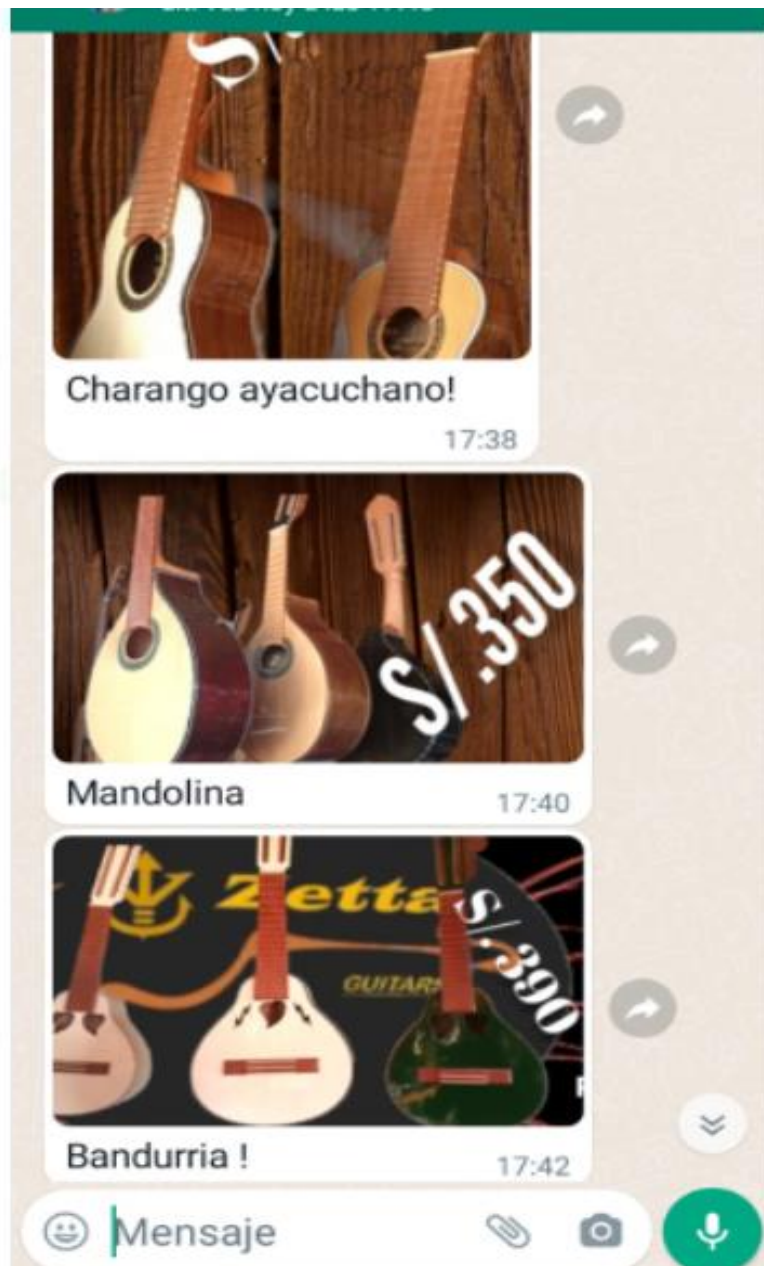 S/
Charango ayacuchano!
17:38
S/.350
Mandolina
17:40
Zetta
S/.390
GUITARS
Bandurria !
17:42
Mensaje